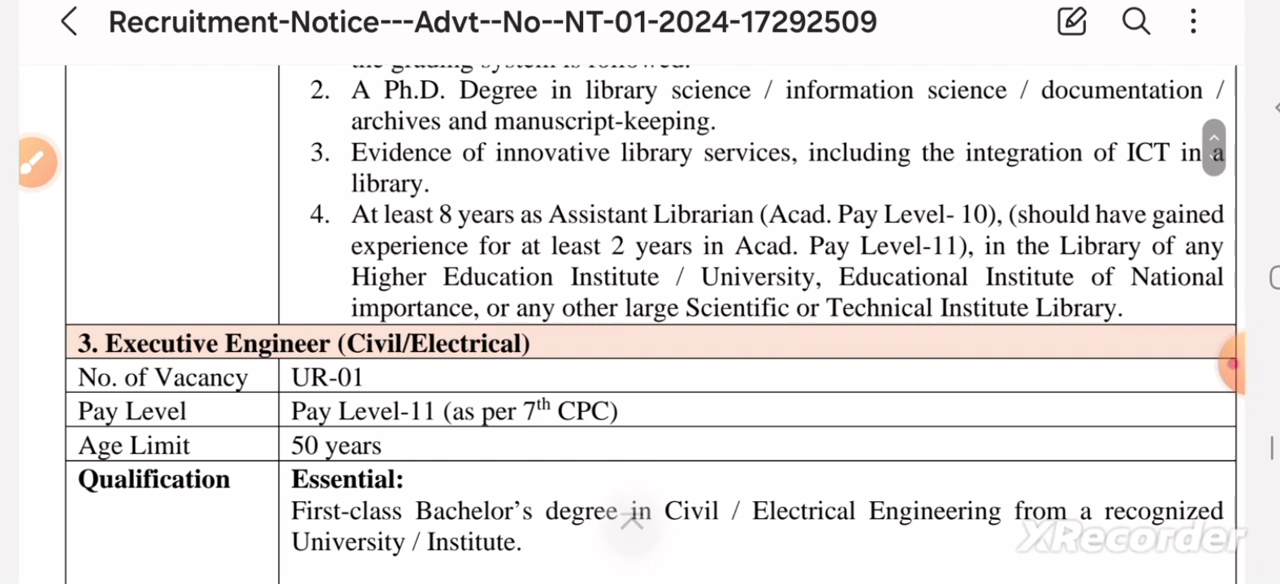 Recruitment-Notice---Advt--No--NT-01-2024-17292509
the grading system is followed.
2. A Ph.D. Degree in library science / information science / documentation /
archives and manuscript-keeping.
3. Evidence of innovative library services, including the integration of ICT in a
library.
4. At least 8 years as Assistant Librarian (Acad. Pay Level- 10), (should have gained
experience for at least 2 years in Acad. Pay Level-11), in the Library of any
Higher Education Institute / University, Educational Institute of National
importance, or any other large Scientific or Technical Institute Library.
3. Executive Engineer (Civil/Electrical)
No. of Vacancy UR-01
Pay Level Pay Level-11 (as per 7th CPC)
Age Limit 50 years
Qualification Essential:
First-class Bachelor’s degree in Civil / Electrical Engineering from a recognized
University / Institute.
XRecorder